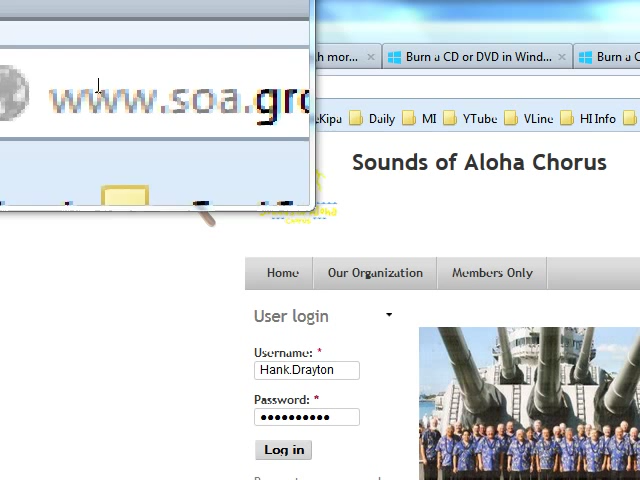 www.soa.gro
h mor...
Burn a CD or DVD in Wind...
Burn a C
eKipa
Daily
MI
YTube
VLine
HI Info
Sounds of Aloha Chorus
Home
Our Organization
Members Only
User login
Username: *
Hank.Drayton
Password: *
Log in